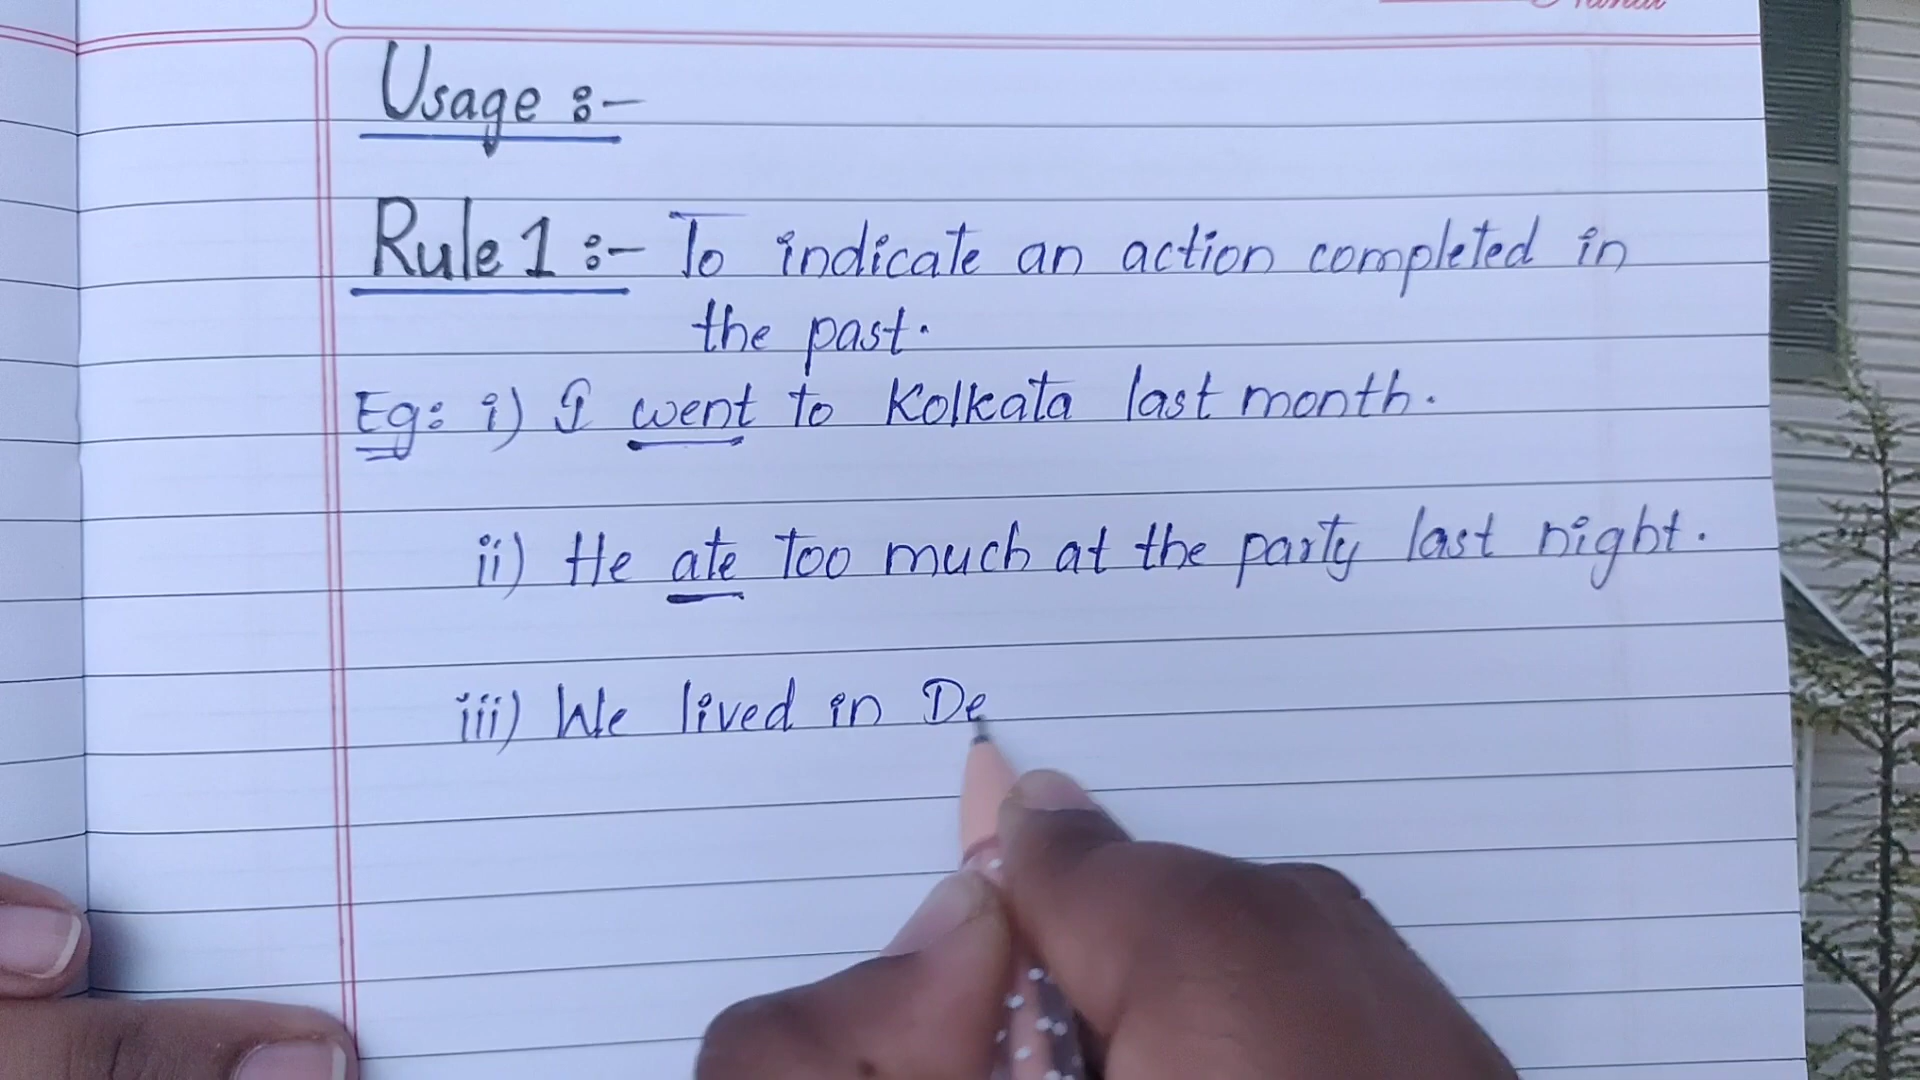 Usage :-
Rule 1 :- To indicate an action completed in
the past.
Eg: i) I went to Kolkata last month.
ii) He ate too much at the party last night.
iii) We lived in De